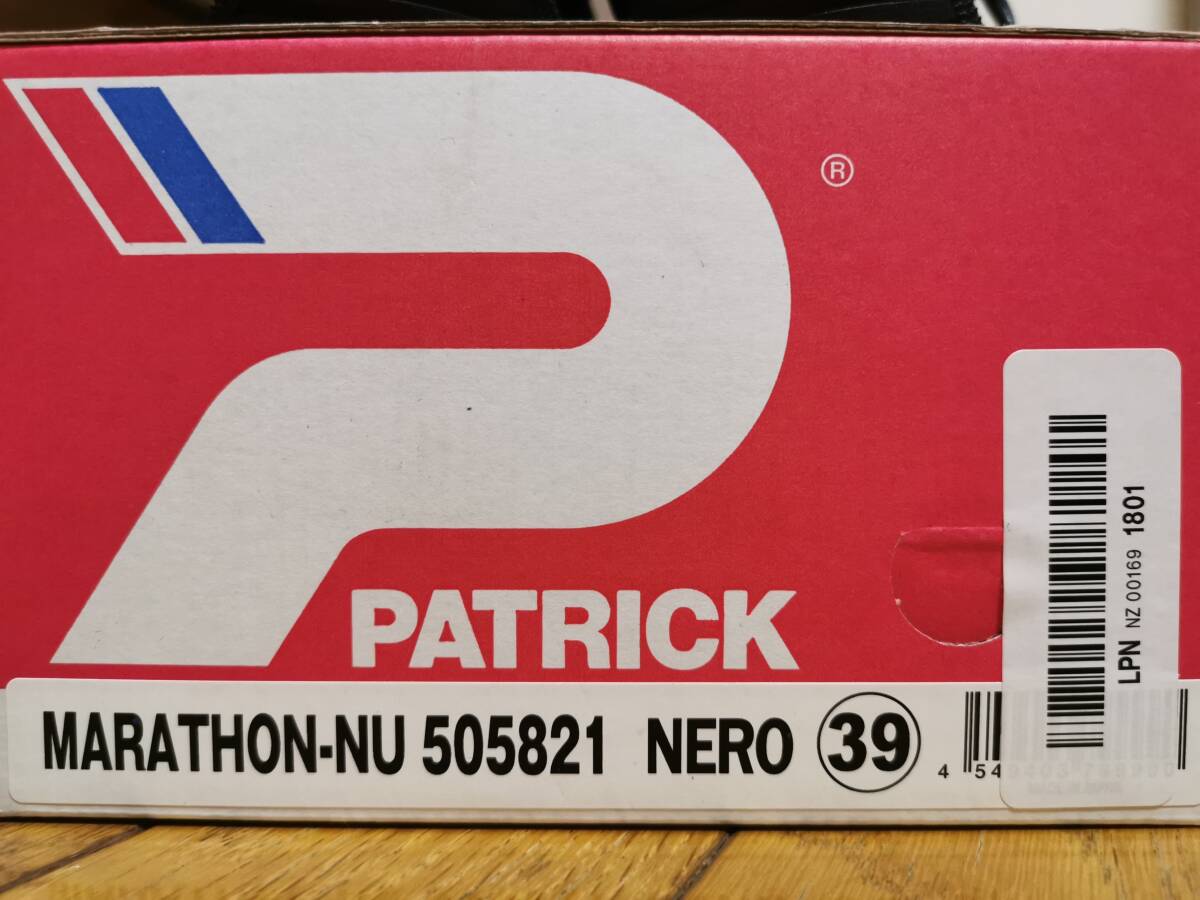 ®
PATRICK
LPN NZ 00169 1801
MARATHON-NU 505821 NERO 39